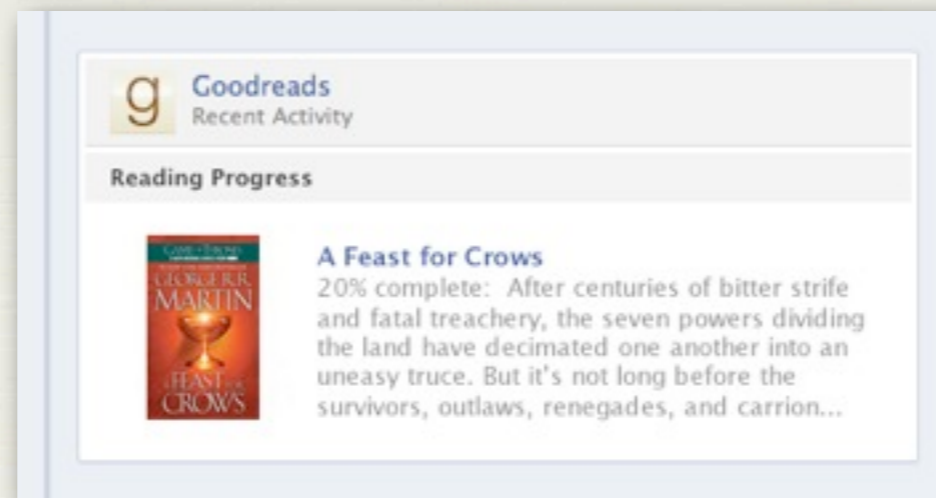 g
Goodreads
Recent Activity
Reading Progress
GAME OF THRONES
GEORGE R.R.
MARTIN
A FEAST FOR
CROWS
A Feast for Crows
20% complete: After centuries of bitter strife
and fatal treachery, the seven powers dividing
the land have decimated one another into an
uneasy truce. But it's not long before the
survivors, outlaws, renegades, and carrion...